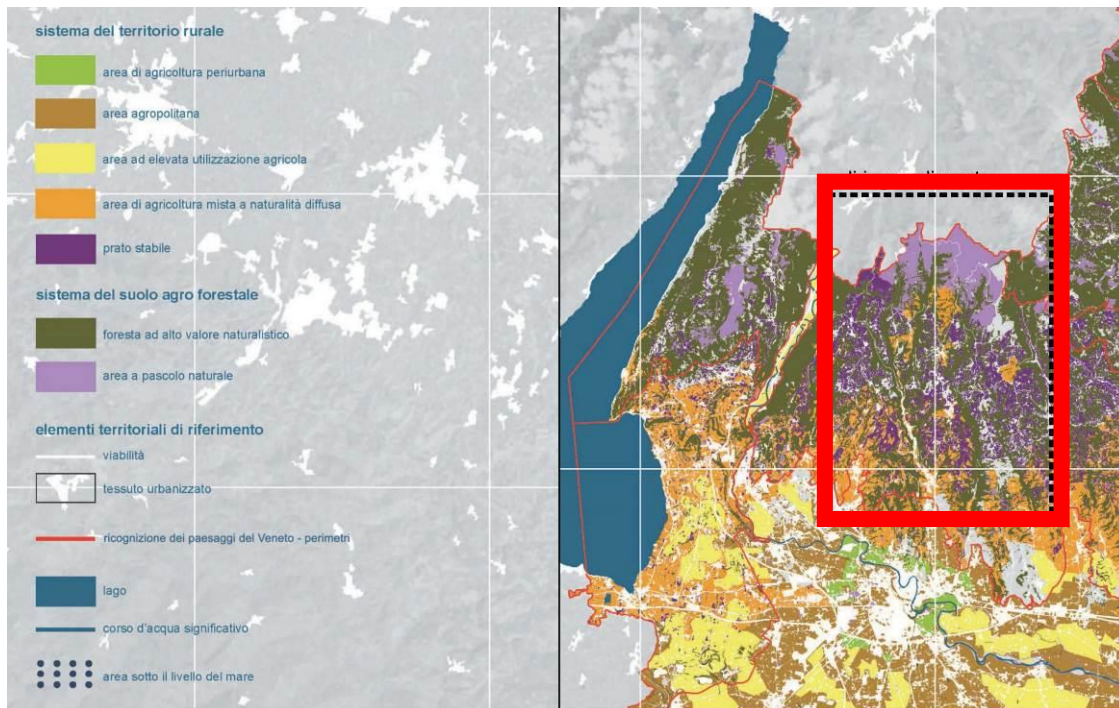 sistema del territorio rurale
area di agricoltura periurbana
area agropolitana
area ad elevata utilizzazione agricola
area di agricoltura mista a naturalità diffusa
prato stabile
sistema del suolo agro forestale
foresta ad alto valore naturalistico
area a pascolo naturale
elementi territoriali di riferimento
viabilità
tessuto urbanizzato
ricognizione dei paesaggi del Veneto - perimetri
lago
corso d'acqua significativo
area sotto il livello del mare